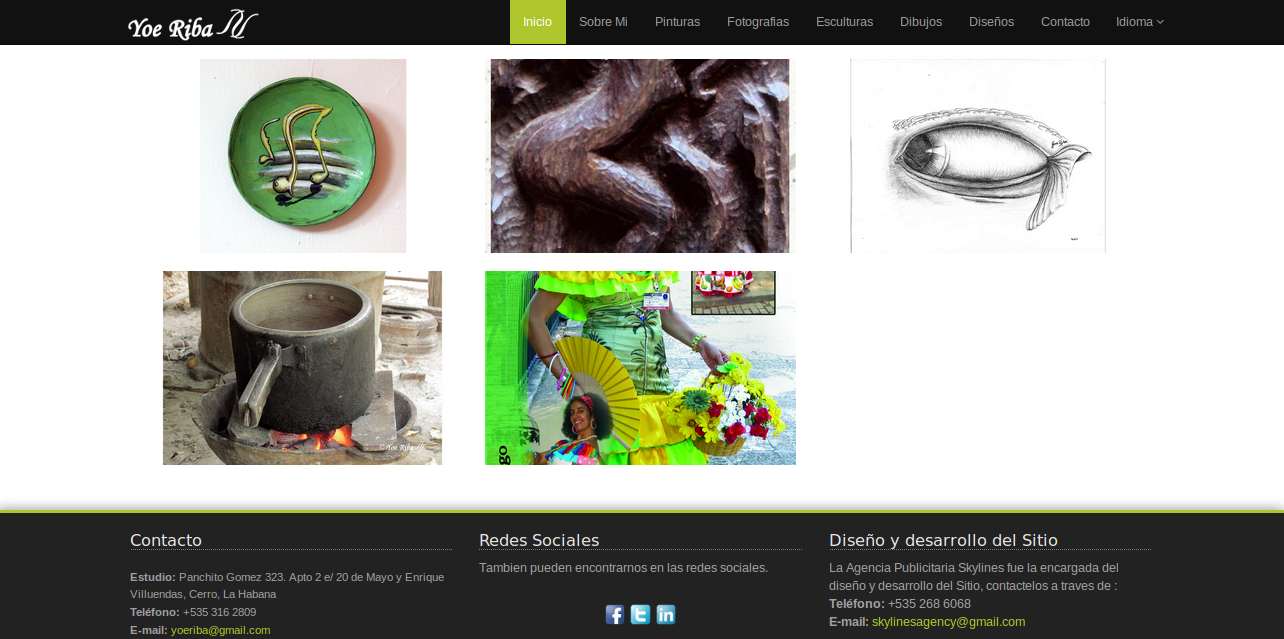 Yoe Riba
Inicio
Sobre Mi
Pinturas
Fotografias
Esculturas
Dibujos
Diseños
Contacto
Idioma
©Yoe Riba
go
Contacto
Estudio: Panchito Gomez 323. Apto 2 e/ 20 de Mayo y Enrique
Villuendas, Cerro, La Habana
Teléfono: +535 316 2809
E-mail: yoeriba@gmail.com
Redes Sociales
Tambien pueden encontrarnos en las redes sociales.
Diseño y desarrollo del Sitio
La Agencia Publicitaria Skylines fue la encargada del
diseño y desarrollo del Sitio, contactelos a traves de :
Teléfono: +535 268 6068
E-mail: skylinesagency@gmail.com